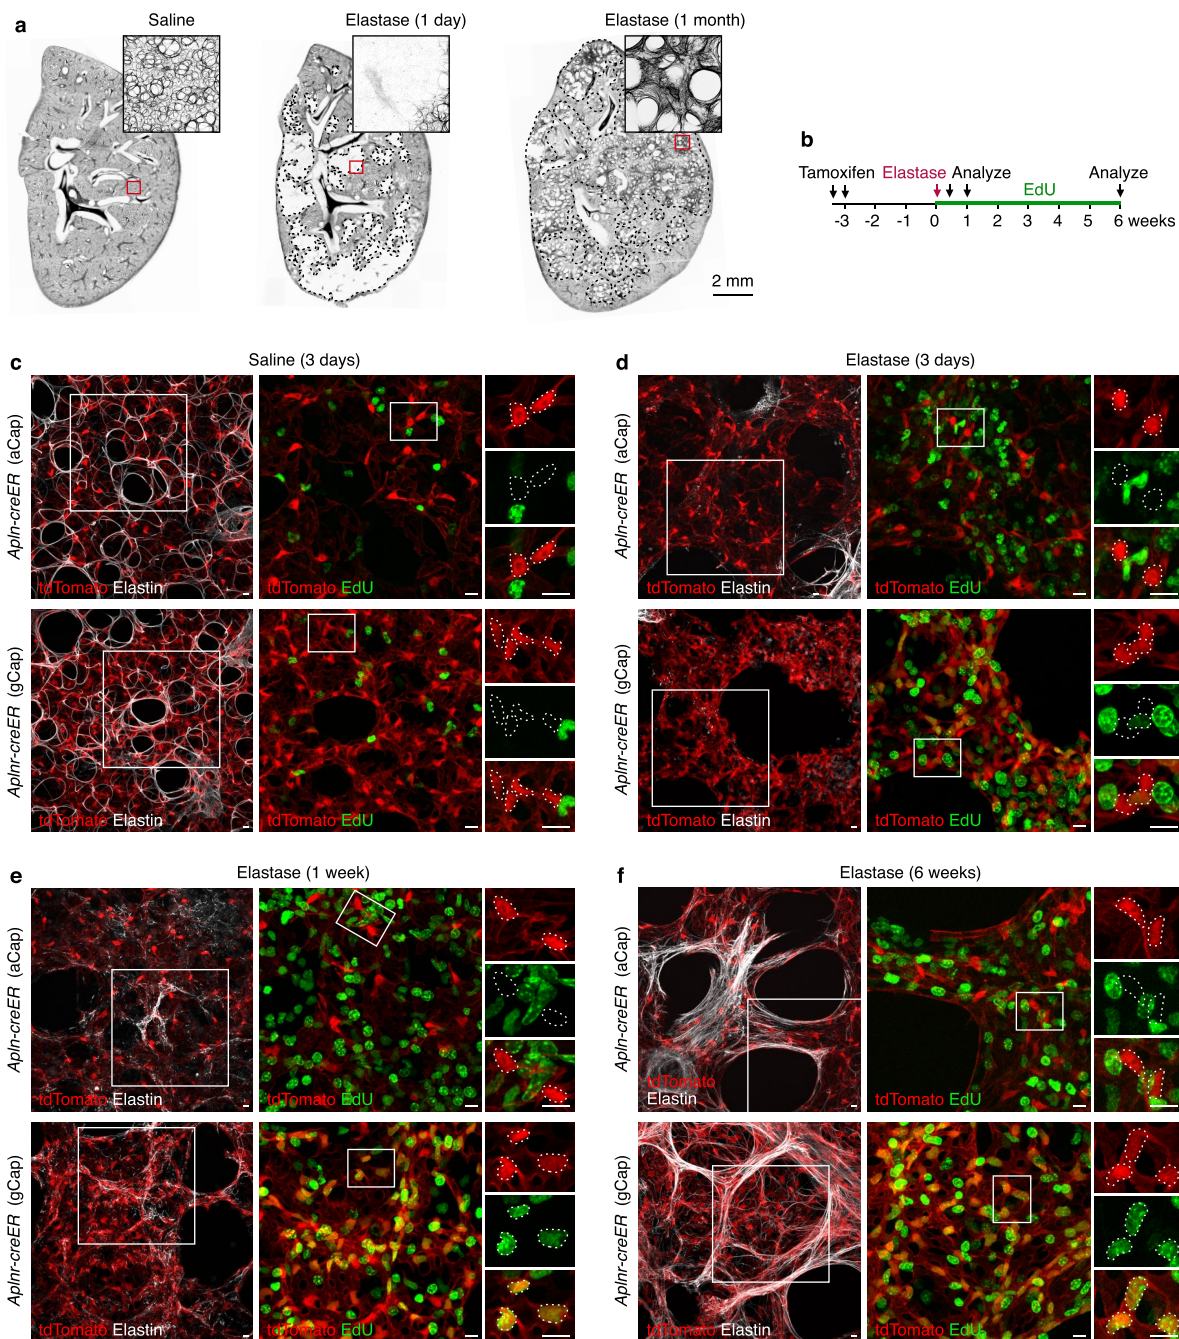 a
Saline
Elastase (1 day)
Elastase (1 month)
2 mm
b
Tamoxifen
Elastase
Analyze
Analyze
EdU
-3 -2 -1 0 1 2 3 4 5 6 weeks
c
Saline (3 days)
Apln-creER (aCap)
tdTomato Elastin
tdTomato EdU
Aplnr-creER (gCap)
tdTomato Elastin
tdTomato EdU
d
Elastase (3 days)
Apln-creER (aCap)
tdTomato Elastin
tdTomato EdU
Aplnr-creER (gCap)
tdTomato Elastin
tdTomato EdU
e
Elastase (1 week)
Apln-creER (aCap)
tdTomato Elastin
tdTomato EdU
Aplnr-creER (gCap)
tdTomato Elastin
tdTomato EdU
f
Elastase (6 weeks)
Apln-creER (aCap)
tdTomato
Elastin
tdTomato EdU
Aplnr-creER (gCap)
tdTomato Elastin
tdTomato EdU